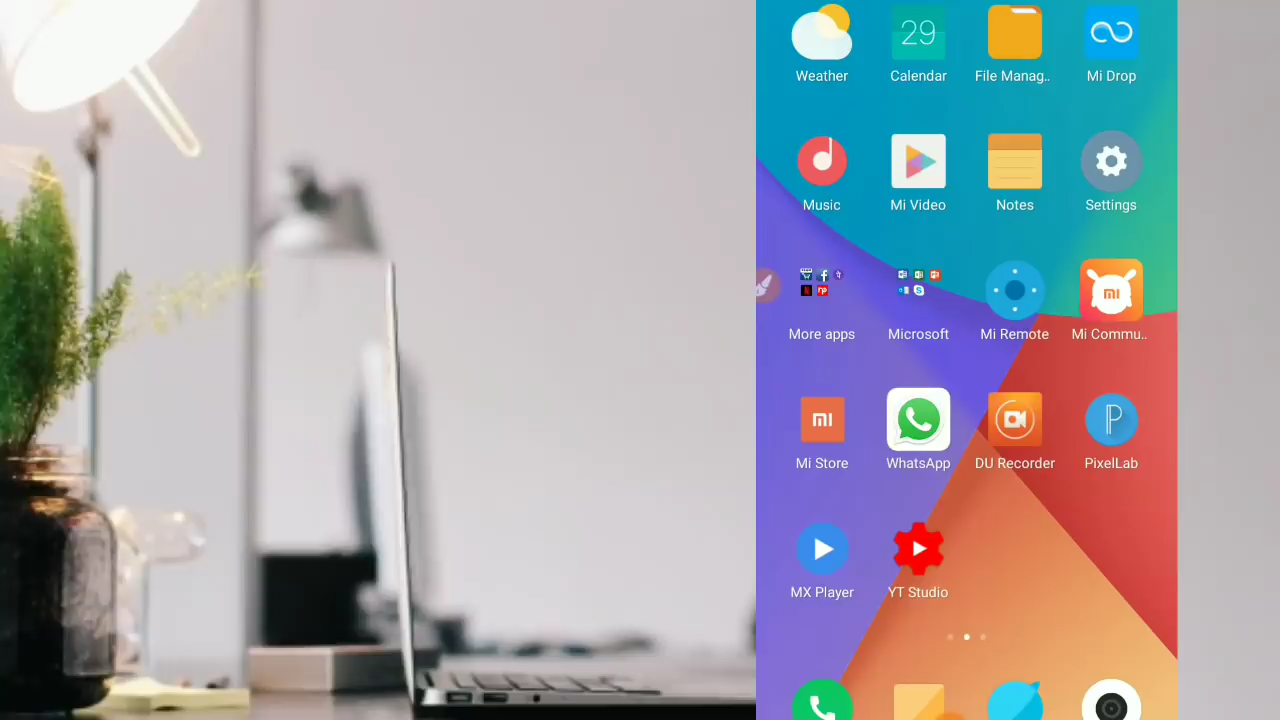 29
Weather
Calendar
File Manag..
Mi Drop
Music
Mi Video
Notes
Settings
More apps
Microsoft
Mi Remote
Mi Commu..
Mi Store
WhatsApp
DU Recorder
PixelLab
MX Player
YT Studio